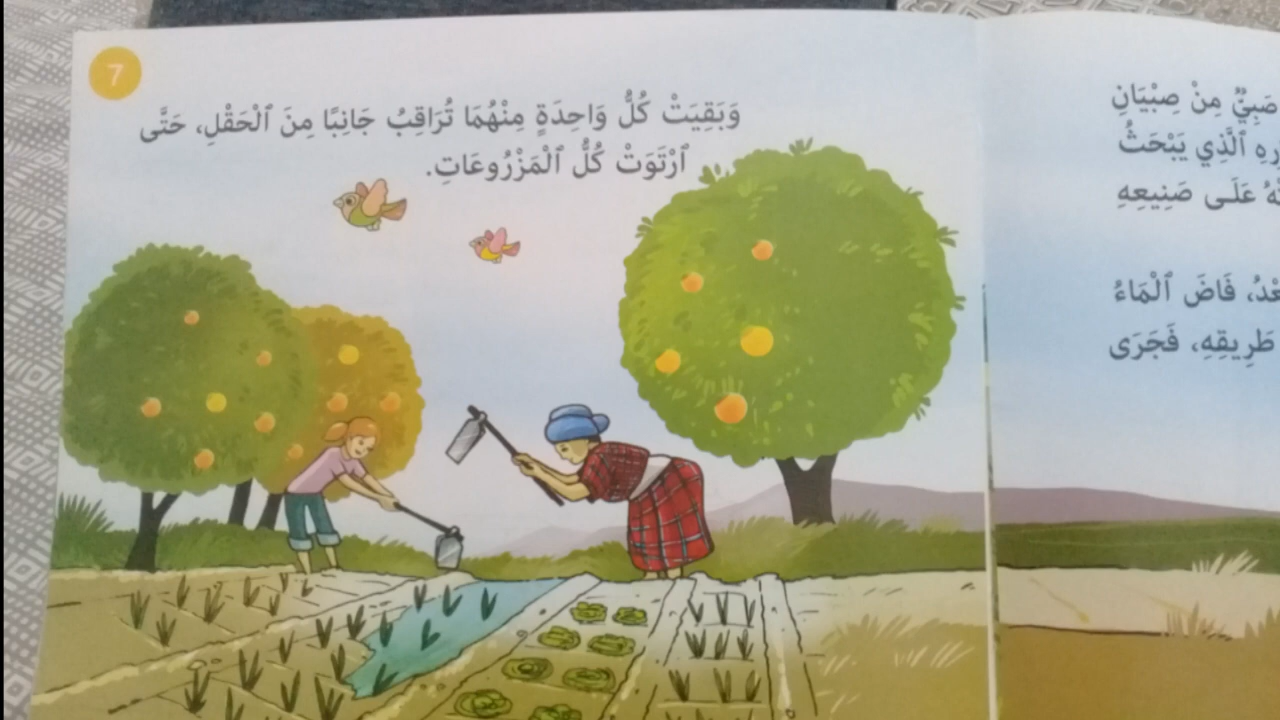 7
وَبَقِيَتْ كُلُّ وَاحِدَةٍ مِنْهُمَا تُرَاقِبُ جَانِبًا مِنَ ٱلْحَقْلِ، حَتَّى
ٱرْتَوَتْ كُلُّ ٱلْمَزْرُوعَاتِ.
صَبِيٌّ مِنْ صِبْيَانِ
ٱلَّذِي يَبْحَثُ
عَلَى صَنِيعِهِ
فَاضَ ٱلْمَاءُ
طَرِيقِهِ، فَجَرَى